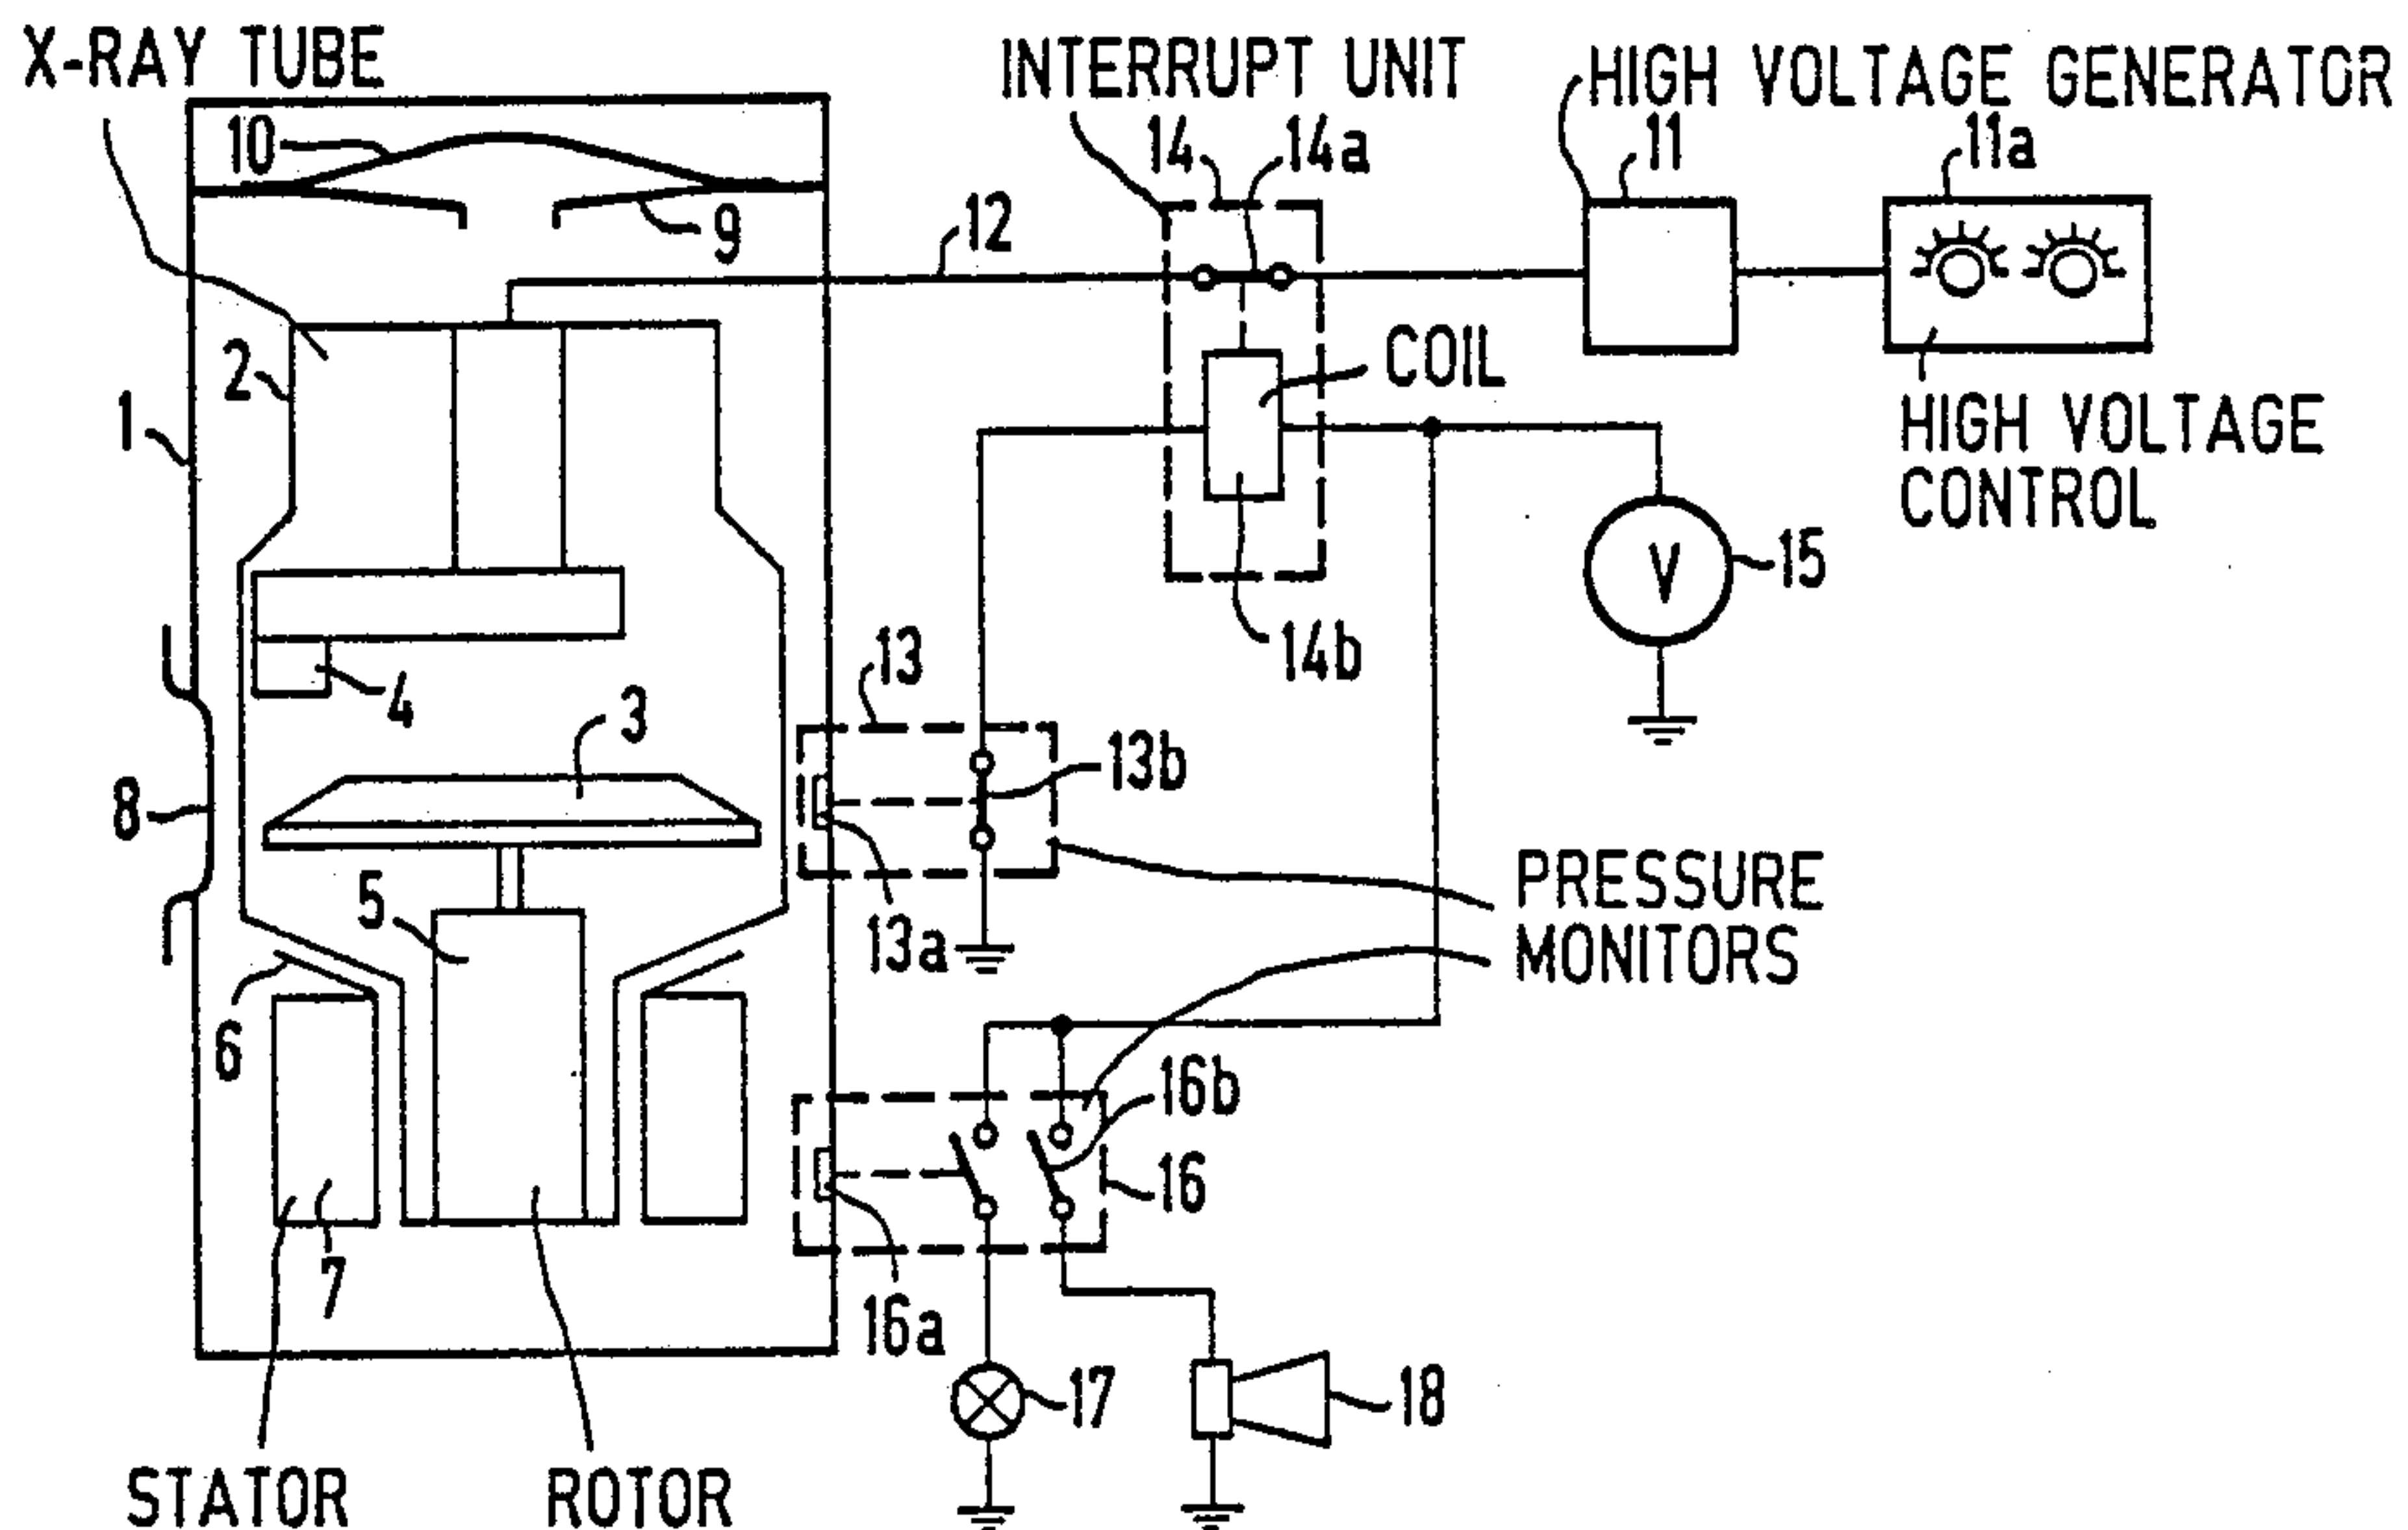 X-RAY TUBE
INTERRUPT UNIT
HIGH VOLTAGE GENERATOR
10
14
14a
11
11a
9
12
2
COIL
1
HIGH VOLTAGE
CONTROL
V
15
13
14b
4
3
13b
8
5
13a
PRESSURE
MONITORS
6
16b
16
7
16a
17
18
STATOR
ROTOR